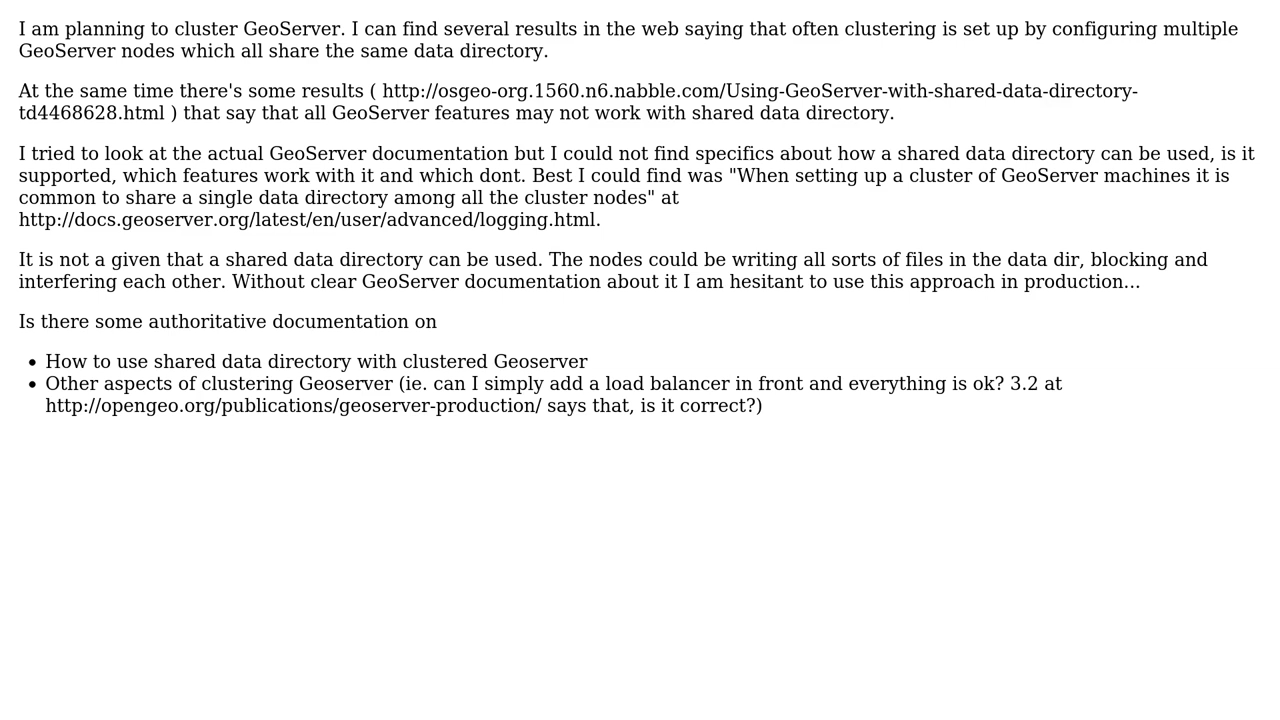 I am planning to cluster GeoServer. I can find several results in the web saying that often clustering is set up by configuring multiple
GeoServer nodes which all share the same data directory.
At the same time there's some results ( http://osgeo-org.1560.n6.nabble.com/Using-GeoServer-with-shared-data-directory-
td4468628.html ) that say that all GeoServer features may not work with shared data directory.
I tried to look at the actual GeoServer documentation but I could not find specifics about how a shared data directory can be used, is it
supported, which features work with it and which dont. Best I could find was "When setting up a cluster of GeoServer machines it is
common to share a single data directory among all the cluster nodes" at
http://docs.geoserver.org/latest/en/user/advanced/logging.html.
It is not a given that a shared data directory can be used. The nodes could be writing all sorts of files in the data dir, blocking and
interfering each other. Without clear GeoServer documentation about it I am hesitant to use this approach in production...
Is there some authoritative documentation on
• How to use shared data directory with clustered Geoserver
• Other aspects of clustering Geoserver (ie. can I simply add a load balancer in front and everything is ok? 3.2 at
http://opengeo.org/publications/geoserver-production/ says that, is it correct?)